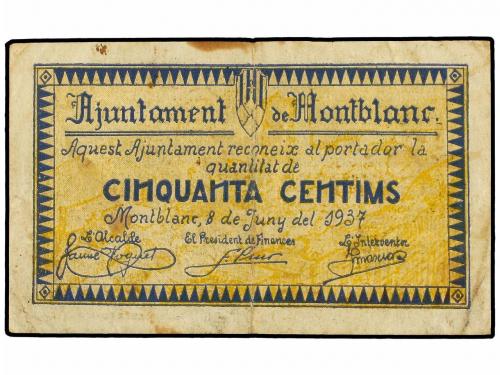 Ajuntament de Montblanc.
Aquest Ajuntament reconeix al portador la
quantitat de
CINQUANTA CENTIMS
Montblanc, 8 de Juny del 1937
L'Alcalde El President de Finances L'Interventor